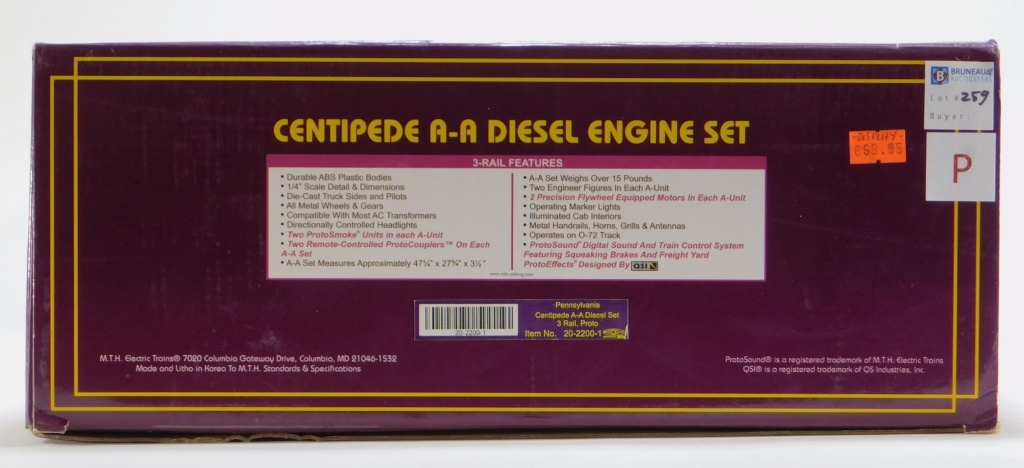 BRUNEAU &
AUCTIONEERS
Lot # 259
Buyer:
P
CENTIPEDE A-A DIESEL ENGINE SET
3-RAIL FEATURES
• Durable ABS Plastic Bodies
• 1/4" Scale Detail & Dimensions
• Die-Cast Truck Sides and Pilots
• All Metal Wheels & Gears
• Compatible With Most AC Transformers
• Directionally Controlled Headlights
• Two ProtoSmoke® Units in each A-Unit
• Two Remote-Controlled ProtoCouplers™ On Each
A-A Set
• A-A Set Measures Approximately 47¼" x 27¾" x 3⅞"
• A-A Set Weighs Over 15 Pounds
• Two Engineer Figures In Each A-Unit
• 2 Precision Flywheel Equipped Motors In Each A-Unit
• Operating Marker Lights
• Illuminated Cab Interiors
• Metal Handrails, Horns, Grills & Antennas
• Operates on O-72 Track
• ProtoSound® Digital Sound And Train Control System
Featuring Squeaking Brakes And Freight Yard
ProtoEffects® Designed By QSI
www.mth-railking.com
20-2200-1
Pennsylvania
Centipede A-A Diesel Set
3 Rail, Proto
Item No. 20-2200-1
M.T.H. Electric Trains® 7020 Columbia Gateway Drive, Columbia, MD 21046-1532
Made and Litho in Korea To M.T.H. Standards & Specifications
ProtoSound® is a registered trademark of M.T.H. Electric Trains
QSI® is a registered trademark of QS Industries, Inc.